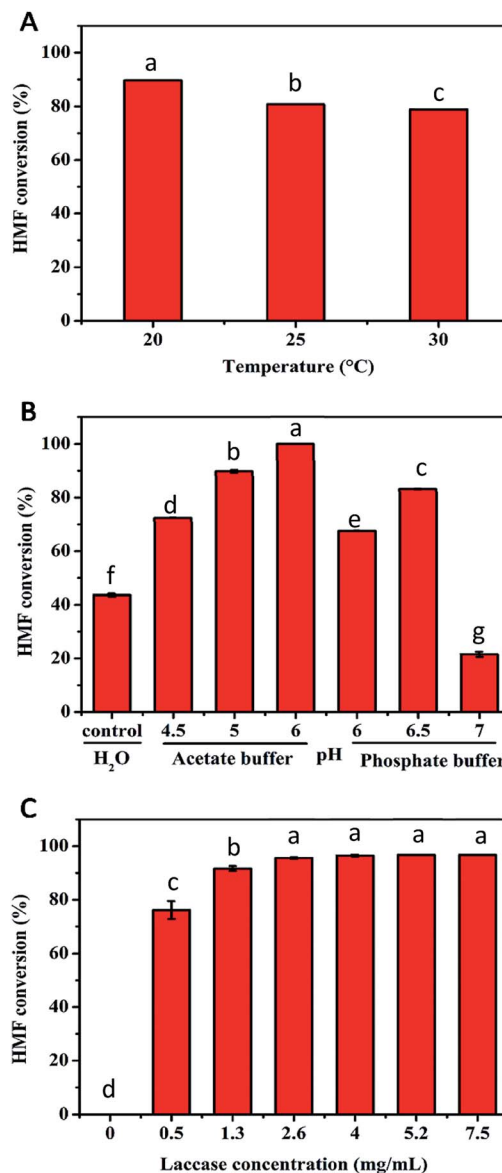 A
HMF conversion (%)
100
80
60
40
20
0
a
b
c
20 25 30
Temperature (°C)
B
HMF conversion (%)
100
80
60
40
20
0
f
d
b
a
e
c
g
control 4.5 5 6 6 6.5 7
H₂O Acetate buffer pH Phosphate buffer
C
HMF conversion (%)
100
80
60
40
20
0
d
c
b
a
a
a
a
0 0.5 1.3 2.6 4 5.2 7.5
Laccase concentration (mg/mL)